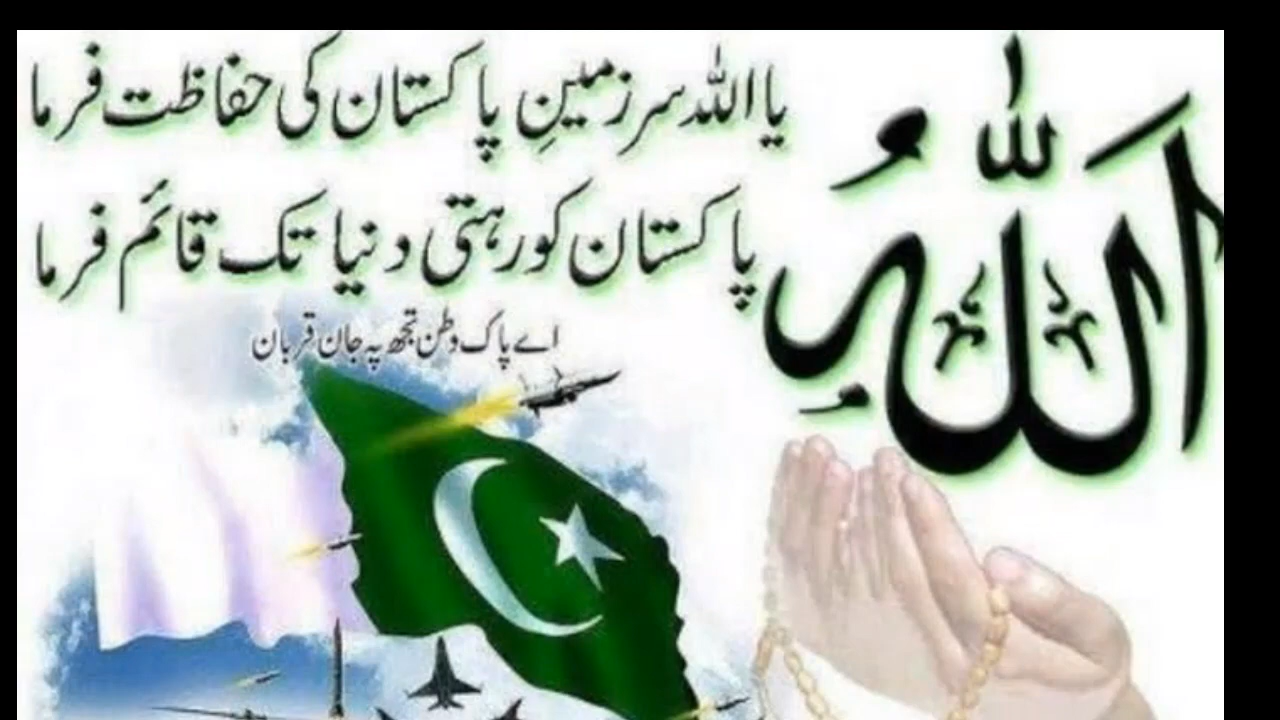 یا اللہ سرزمینِ پاکستان کی حفاظت فرما
پاکستان کو رہتی دنیا تک قائم فرما
اے پاک وطن تجھ پہ جان قربان
اللہُ